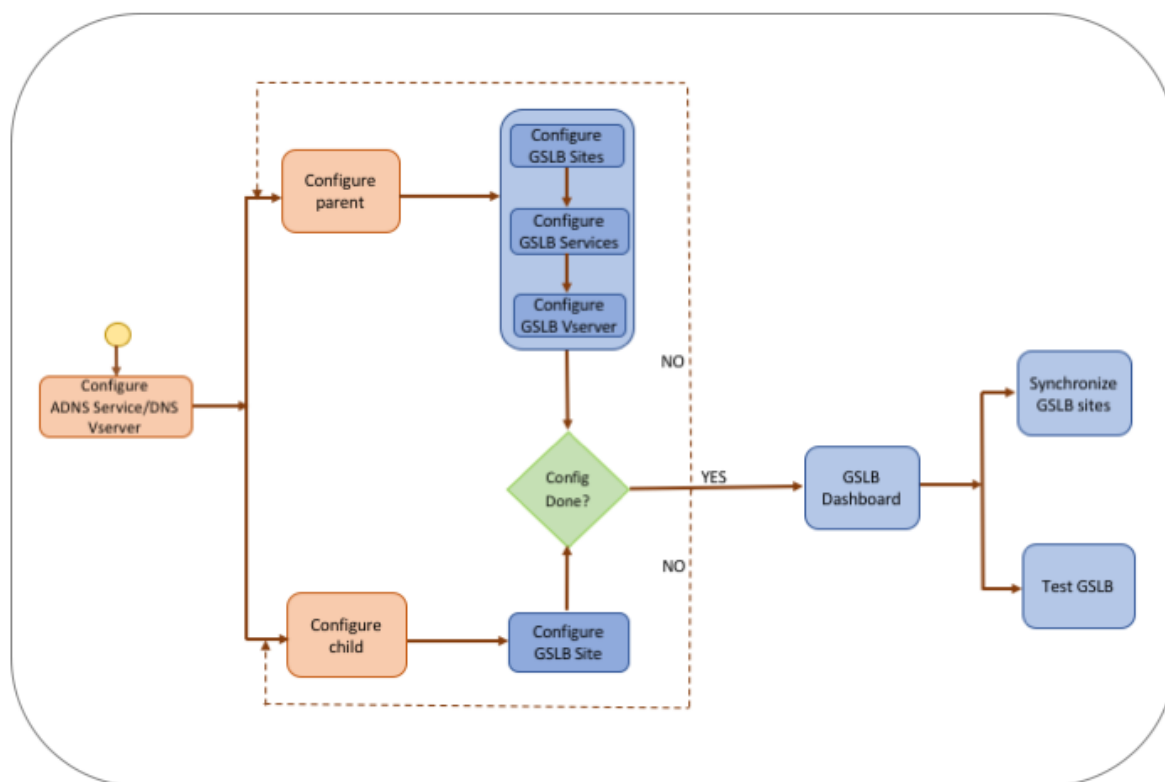 Configure
GSLB Sites
Configure
parent
Configure
GSLB Services
Configure
GSLB Vserver
NO
Configure
ADNS Service/DNS
Vserver
Synchronize
GSLB sites
Config
Done?
YES
GSLB
Dashboard
NO
Test GSLB
Configure
child
Configure
GSLB Site